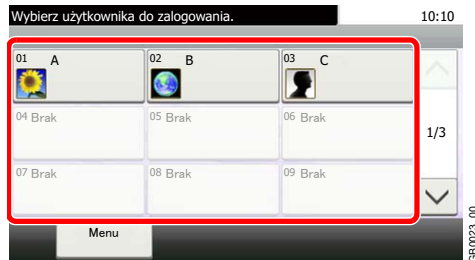 Wybierz użytkownika do zalogowania.
10:10
01 A
02 B
03 C
04 Brak
05 Brak
06 Brak
1/3
07 Brak
08 Brak
09 Brak
Menu
GB0023_00